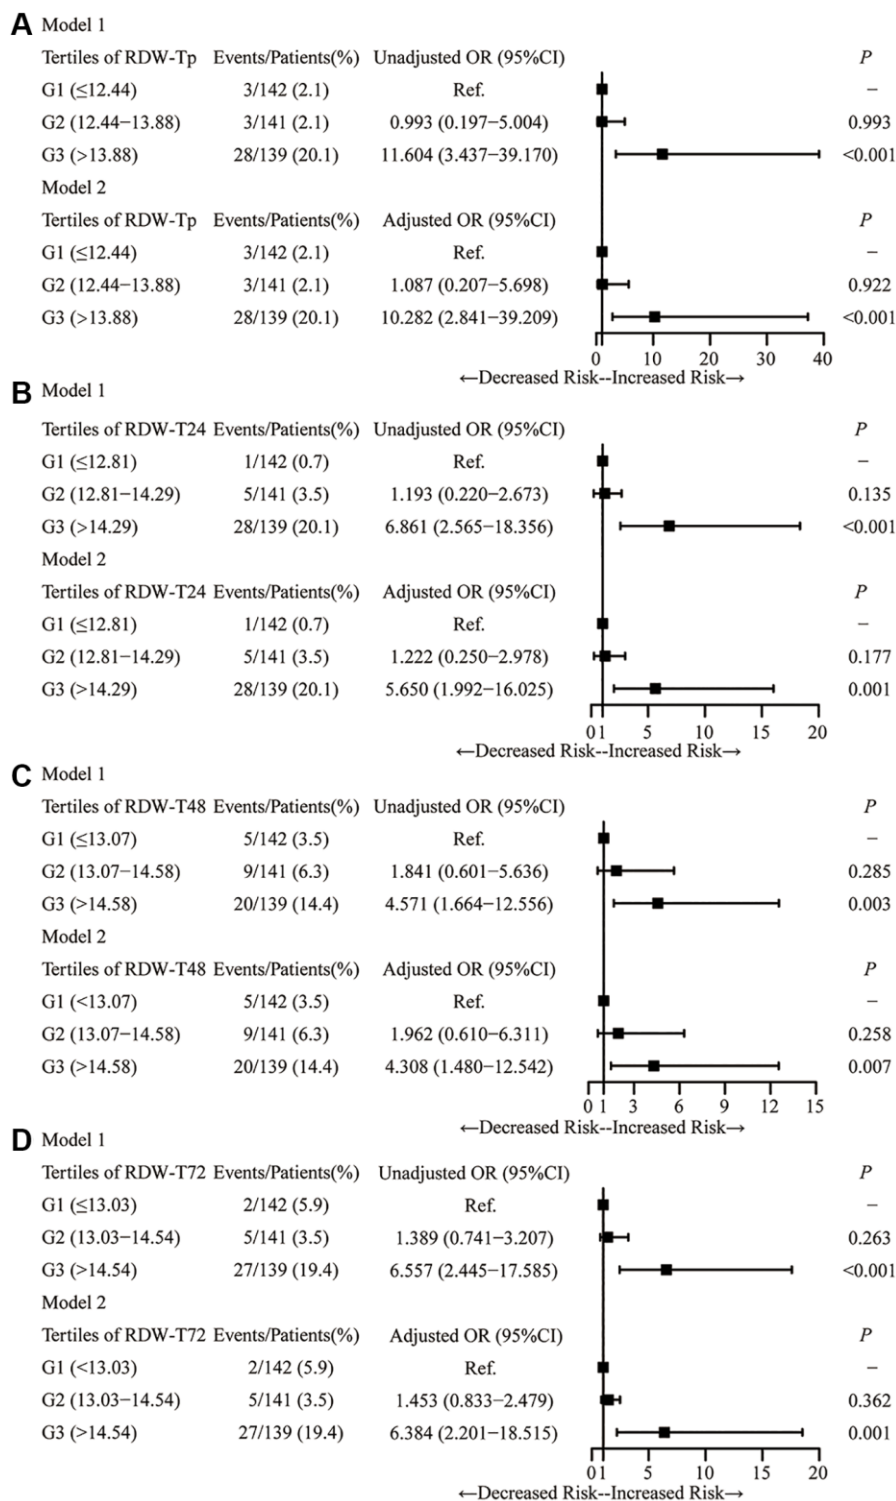 A Model 1
Tertiles of RDW-Tp Events/Patients(%) Unadjusted OR (95%CI) P
G1 (≤12.44) 3/142 (2.1) Ref. −
G2 (12.44−13.88) 3/141 (2.1) 0.993 (0.197−5.004) 0.993
G3 (>13.88) 28/139 (20.1) 11.604 (3.437−39.170) <0.001
Model 2
Tertiles of RDW-Tp Events/Patients(%) Adjusted OR (95%CI) P
G1 (≤12.44) 3/142 (2.1) Ref. −
G2 (12.44−13.88) 3/141 (2.1) 1.087 (0.207−5.698) 0.922
G3 (>13.88) 28/139 (20.1) 10.282 (2.841−39.209) <0.001
0 10 20 30 40
←Decreased Risk--Increased Risk→
B Model 1
Tertiles of RDW-T24 Events/Patients(%) Unadjusted OR (95%CI) P
G1 (≤12.81) 1/142 (0.7) Ref. −
G2 (12.81−14.29) 5/141 (3.5) 1.193 (0.220−2.673) 0.135
G3 (>14.29) 28/139 (20.1) 6.861 (2.565−18.356) <0.001
Model 2
Tertiles of RDW-T24 Events/Patients(%) Adjusted OR (95%CI) P
G1 (≤12.81) 1/142 (0.7) Ref. −
G2 (12.81−14.29) 5/141 (3.5) 1.222 (0.250−2.978) 0.177
G3 (>14.29) 28/139 (20.1) 5.650 (1.992−16.025) 0.001
0 1 5 10 15 20
←Decreased Risk--Increased Risk→
C Model 1
Tertiles of RDW-T48 Events/Patients(%) Unadjusted OR (95%CI) P
G1 (≤13.07) 5/142 (3.5) Ref. −
G2 (13.07−14.58) 9/141 (6.3) 1.841 (0.601−5.636) 0.285
G3 (>14.58) 20/139 (14.4) 4.571 (1.664−12.556) 0.003
Model 2
Tertiles of RDW-T48 Events/Patients(%) Adjusted OR (95%CI) P
G1 (<13.07) 5/142 (3.5) Ref. −
G2 (13.07−14.58) 9/141 (6.3) 1.962 (0.610−6.311) 0.258
G3 (>14.58) 20/139 (14.4) 4.308 (1.480−12.542) 0.007
0 1 3 6 9 12 15
←Decreased Risk--Increased Risk→
D Model 1
Tertiles of RDW-T72 Events/Patients(%) Unadjusted OR (95%CI) P
G1 (≤13.03) 2/142 (5.9) Ref. −
G2 (13.03−14.54) 5/141 (3.5) 1.389 (0.741−3.207) 0.263
G3 (>14.54) 27/139 (19.4) 6.557 (2.445−17.585) <0.001
Model 2
Tertiles of RDW-T72 Events/Patients(%) Adjusted OR (95%CI) P
G1 (<13.03) 2/142 (5.9) Ref. −
G2 (13.03−14.54) 5/141 (3.5) 1.453 (0.833−2.479) 0.362
G3 (>14.54) 27/139 (19.4) 6.384 (2.201−18.515) 0.001
0 1 5 10 15 20
←Decreased Risk--Increased Risk→